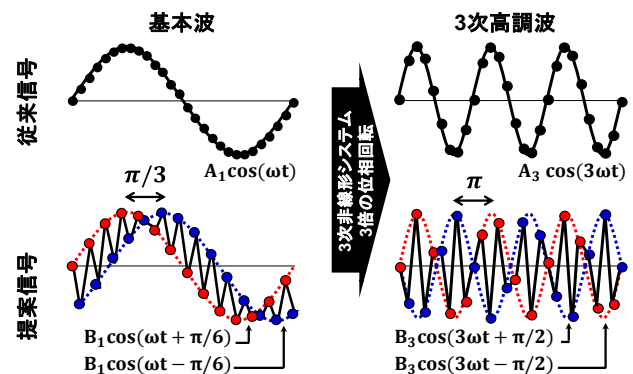 基本波
3次高調波
従来信号
A₁cos(ωt)
3次非線形システム
3倍の位相回転
A₃ cos(3ωt)
π/3
π
提案信号
B₁cos(ωt + π/6)
B₁cos(ωt − π/6)
B₃cos(3ωt + π/2)
B₃cos(3ωt − π/2)